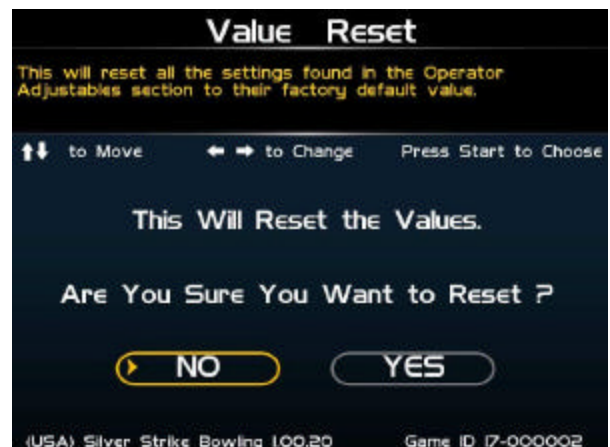 Value Reset
This will reset all the settings found in the Operator
Adjustables section to their factory default value.
to Move to Change Press Start to Choose
This Will Reset the Values.
Are You Sure You Want to Reset ?
NO YES
(USA) Silver Strike Bowling 1.00.20 Game ID 17-000002